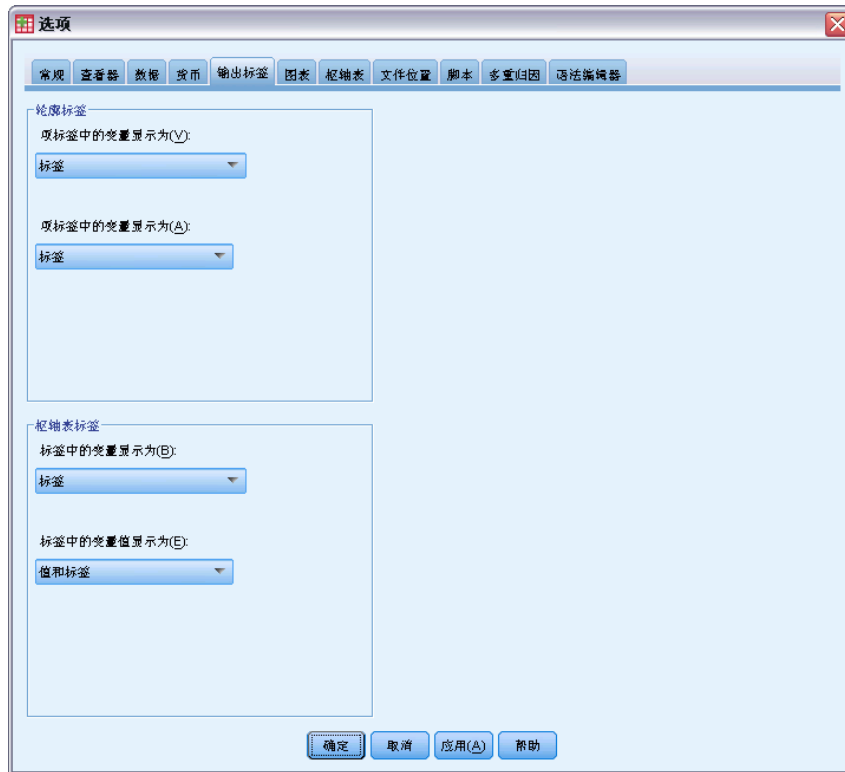 选项
常规 查看器 数据 货币 输出标签 图表 枢轴表 文件位置 脚本 多重归因 语法编辑器
轮廓标签
项标签中的变量显示为(V):
标签
项标签中的变量显示为(A):
标签
枢轴表标签
标签中的变量显示为(B):
标签
标签中的变量值显示为(E):
值和标签
确定 取消 应用(A) 帮助